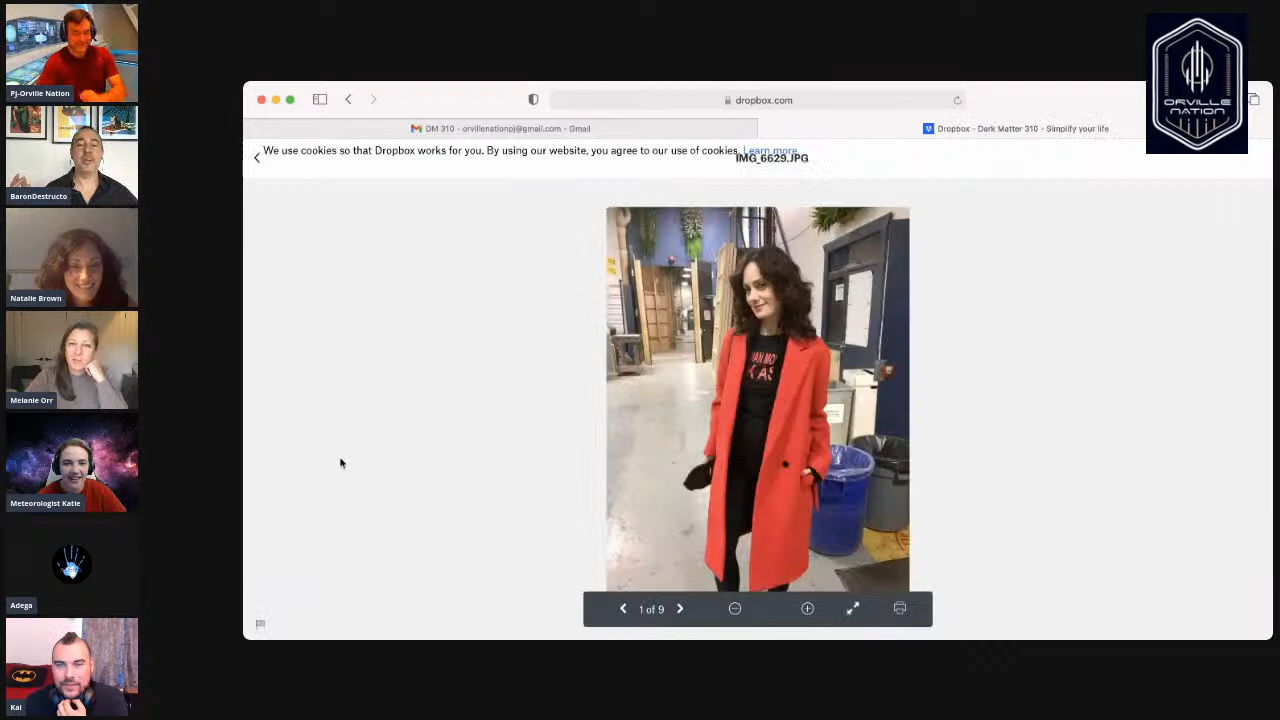 Pj-Orville Nation
BaronDestructo
Natalie Brown
Melanie Orr
Meteorologist Katie
Adega
Kai
dropbox.com
DM 310 - orvillenationpj@gmail.com - Gmail
Dropbox - Dark Matter 310 - Simplify your life
We use cookies so that Dropbox works for you. By using our website, you agree to our use of cookies. Learn more
IMG_6629.JPG
1 of 9
ORVILLE
NATION